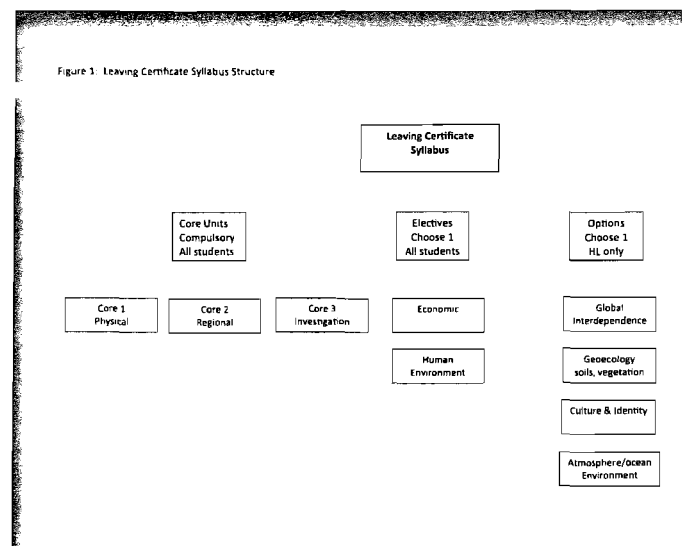 Figure 1: Leaving Certificate Syllabus Structure
Leaving Certificate
Syllabus
Core Units
Compulsory
All students
Electives
Choose 1
All students
Options
Choose 1
HL only
Core 1
Physical
Core 2
Regional
Core 3
Investigation
Economic
Global
Interdependence
Human
Environment
Geoecology
soils, vegetation
Culture & Identity
Atmosphere/ocean
Environment